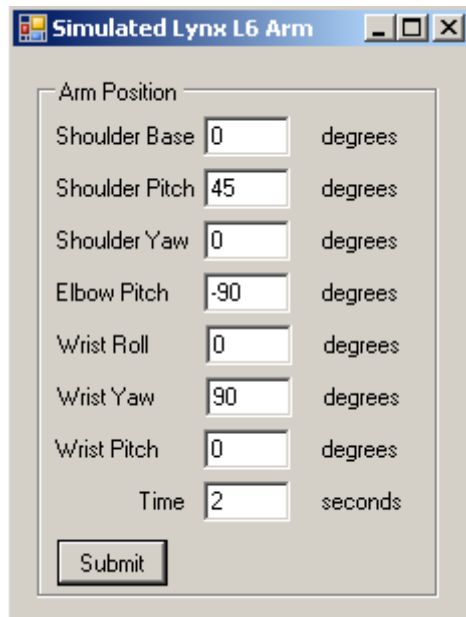 Simulated Lynx L6 Arm
Arm Position
Shoulder Base 0 degrees
Shoulder Pitch 45 degrees
Shoulder Yaw 0 degrees
Elbow Pitch -90 degrees
Wrist Roll 0 degrees
Wrist Yaw 90 degrees
Wrist Pitch 0 degrees
Time 2 seconds
Submit